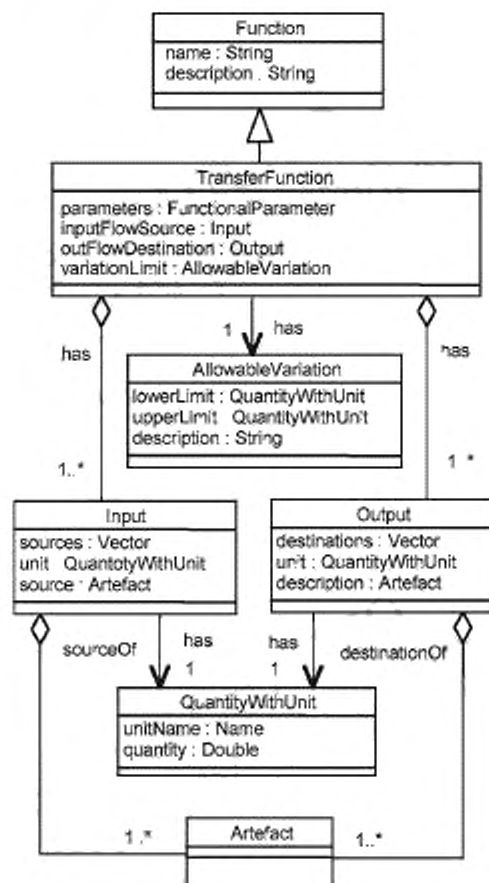 Function
name : String
description . String
TransferFunction
parameters : FunctionalParameter
inputFlowSource : Input
outFlowDestination : Output
variationLimit : AllowableVariation
has
1
has
has
AllowableVariation
lowerLimit : QuantityWithUnit
upperLimit QuantityWithUnit
description : String
1..*
1 *
Input
sources : Vector
unit QuantotyWithUnit
source : Artefact
Output
destinations : Vector
unit : QuantityWithUnit
description : Artefact
sourceOf
has
1
has
1
destinationOf
QuantityWithUnit
unitName : Name
quantity : Double
1.*
Artefact
1..*